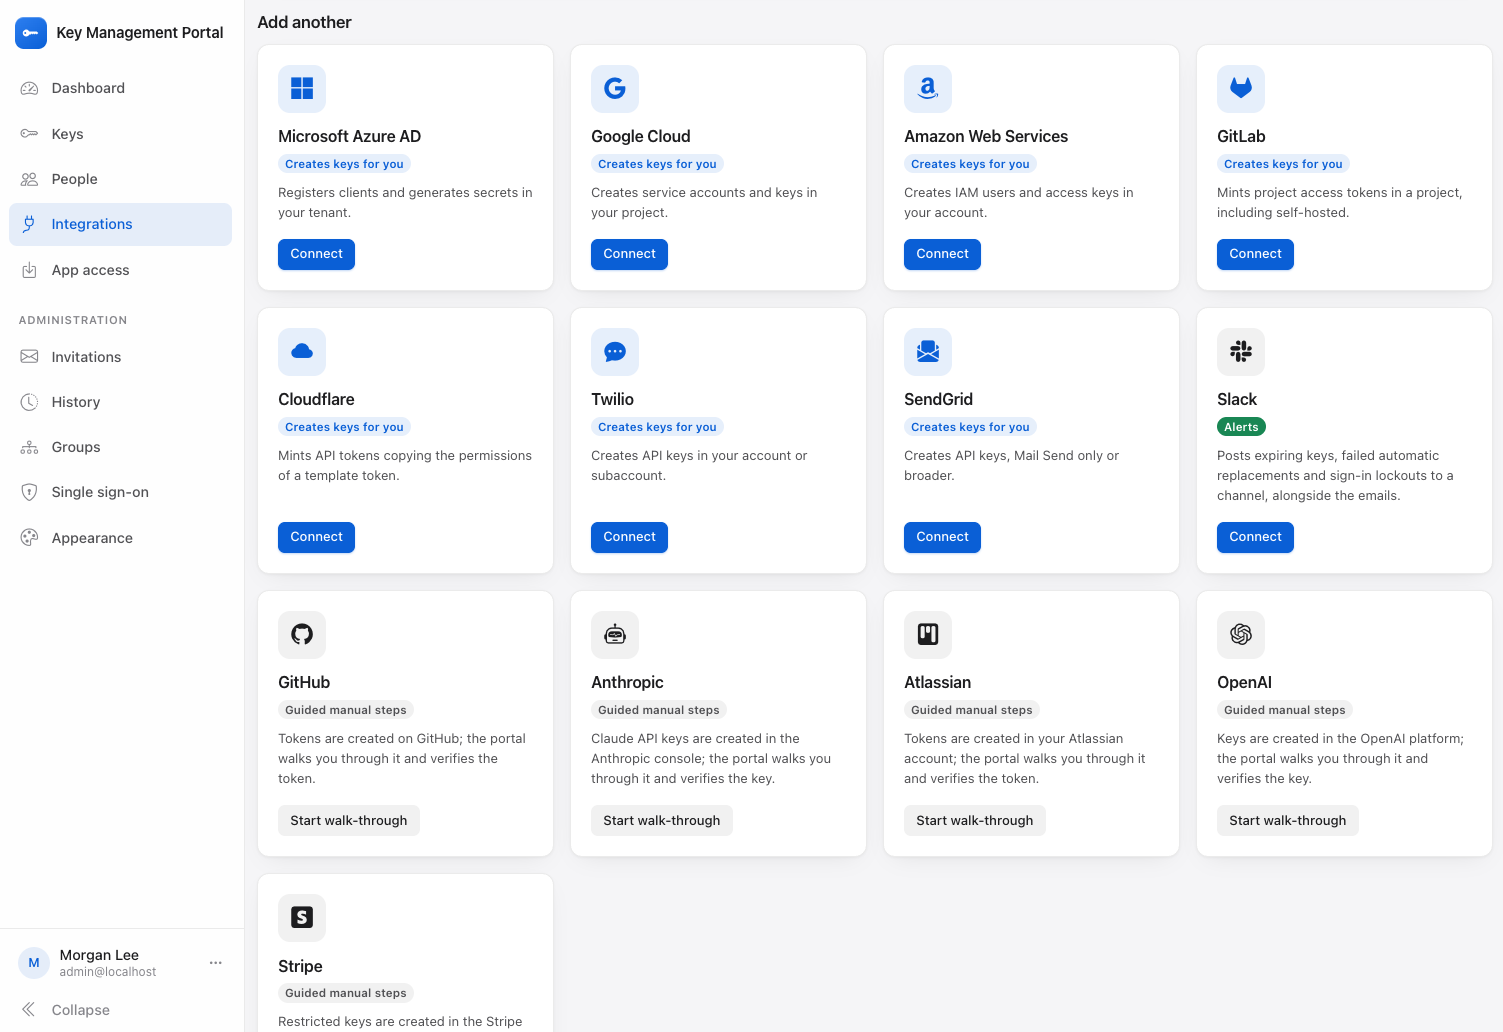 Key Management Portal
Dashboard
Keys
People
Integrations
App access
ADMINISTRATION
Invitations
History
Groups
Single sign-on
Appearance
M
Morgan Lee
admin@localhost
Collapse
Add another
Microsoft Azure AD
Creates keys for you
Registers clients and generates secrets in
your tenant.
Connect
Google Cloud
Creates keys for you
Creates service accounts and keys in
your project.
Connect
Amazon Web Services
Creates keys for you
Creates IAM users and access keys in
your account.
Connect
GitLab
Creates keys for you
Mints project access tokens in a project,
including self-hosted.
Connect
Cloudflare
Creates keys for you
Mints API tokens copying the permissions
of a template token.
Connect
Twilio
Creates keys for you
Creates API keys in your account or
subaccount.
Connect
SendGrid
Creates keys for you
Creates API keys, Mail Send only or
broader.
Connect
Slack
Alerts
Posts expiring keys, failed automatic
replacements and sign-in lockouts to a
channel, alongside the emails.
Connect
GitHub
Guided manual steps
Tokens are created on GitHub; the portal
walks you through it and verifies the
token.
Start walk-through
Anthropic
Guided manual steps
Claude API keys are created in the
Anthropic console; the portal walks you
through it and verifies the key.
Start walk-through
Atlassian
Guided manual steps
Tokens are created in your Atlassian
account; the portal walks you through it
and verifies the token.
Start walk-through
OpenAI
Guided manual steps
Keys are created in the OpenAI platform;
the portal walks you through it and
verifies the key.
Start walk-through
Stripe
Guided manual steps
Restricted keys are created in the Stripe